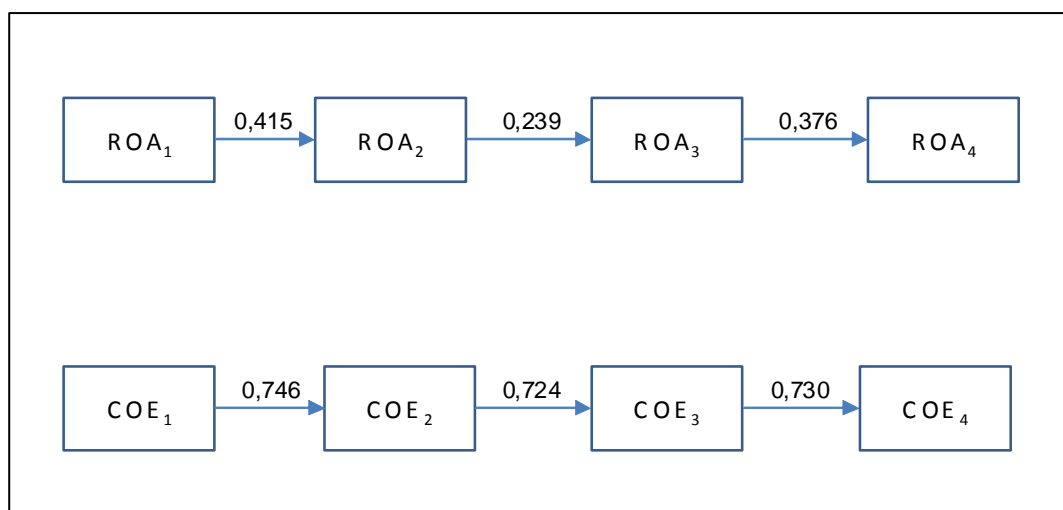 0,415 0,239 0,376
ROA₁ ROA₂ ROA₃ ROA₄
0,746 0,724 0,730
COE₁ COE₂ COE₃ COE₄